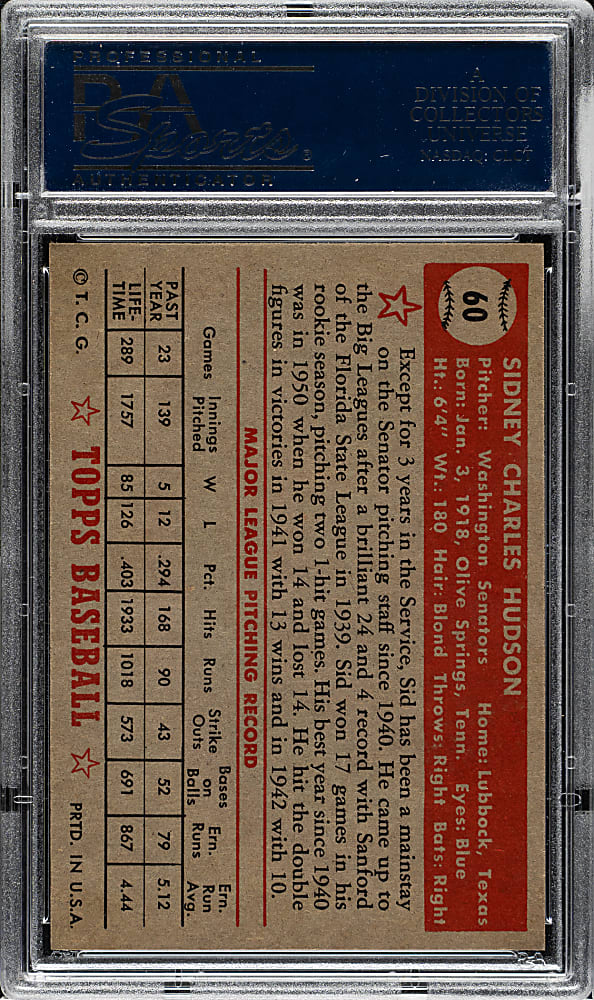 PROFESSIONAL
PSA
Sports
AUTHENTICATOR
A
DIVISION OF
COLLECTORS
UNIVERSE
NASDAQ: CLCT
60
SIDNEY CHARLES HUDSON
Pitcher: Washington Senators Home: Lubbock, Texas
Born: Jan. 3, 1918, Olive Springs, Tenn. Eyes: Blue
Ht.: 6'4" Wt.: 180 Hair: Blond Throws: Right Bats: Right
Except for 3 years in the Service, Sid has been a mainstay
on the Senator pitching staff since 1940. He came up to
the Big Leagues after a brilliant 24 and 4 record with Sanford
of the Florida State League in 1939. Sid won 17 games in his
rookie season, pitching two 1-hit games. His best year since 1940
was in 1950 when he won 14 and lost 14. He hit the double
figures in victories in 1941 with 13 wins and in 1942 with 10.
MAJOR LEAGUE PITCHING RECORD
Games Innings Pitched W L Pct. Hits Runs Strike Outs Bases on Balls Ern. Runs Ern. Run Avg.
PAST YEAR 23 139 5 12 .294 168 90 43 52 79 5.12
LIFE-TIME 289 1757 85 126 .403 1933 1018 573 691 867 4.44
© T. C. G. TOPPS BASEBALL PRTD. IN U.S.A.